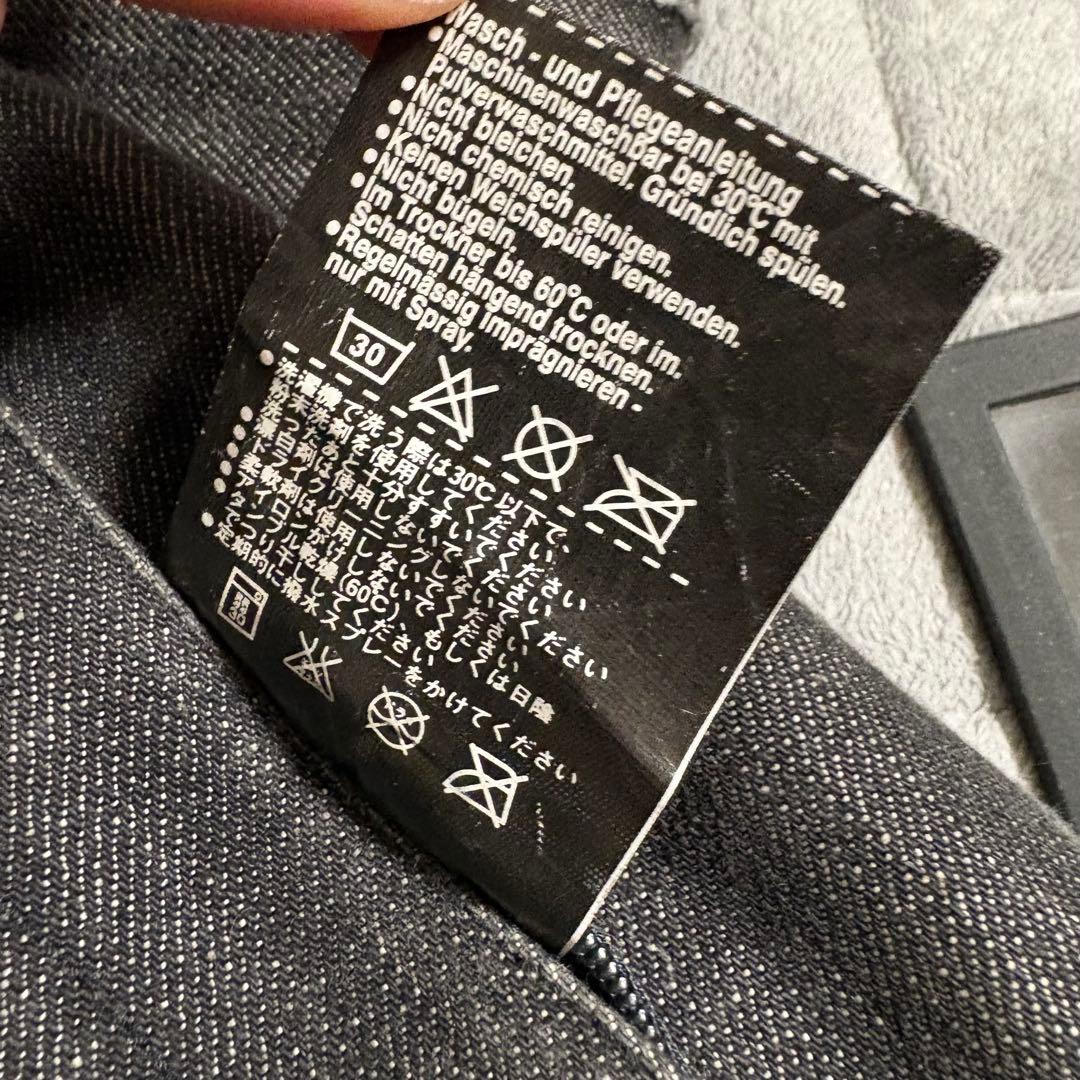 Wasch - und Pflegeanleitung
●Maschinenwaschbar bei 30°C mit
Pulverwaschmittel, Gründlich spülen.
●Nicht bleichen.
●Nicht chemisch reinigen.
●Keinen Weichspüler verwenden.
●Nicht bügeln.
●Im Trockner bis 60°C oder im.
Schatten hängend trocknen.
●Regelmässig imprägnieren -
nur mit Spray.
30
●洗濯機で洗う際は30℃以下で、
粉末洗剤を使用してください。
洗ったあと十分すすいでください
●漂白剤は使用しないでください
●ドライクリーニングしないでください
●柔軟剤は使用しないでください
●アイロンがけしないでください
●タンブル乾燥(60℃)、もしくは日陰
でつり干ししてください
●定期的に撥水スプレーをかけてください
30